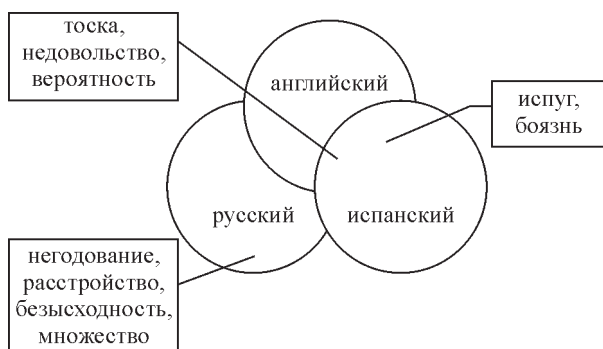 тоска,
недовольство,
вероятность
английский
испуг,
боязнь
русский
испанский
негодование,
расстройство,
безысходность,
множество